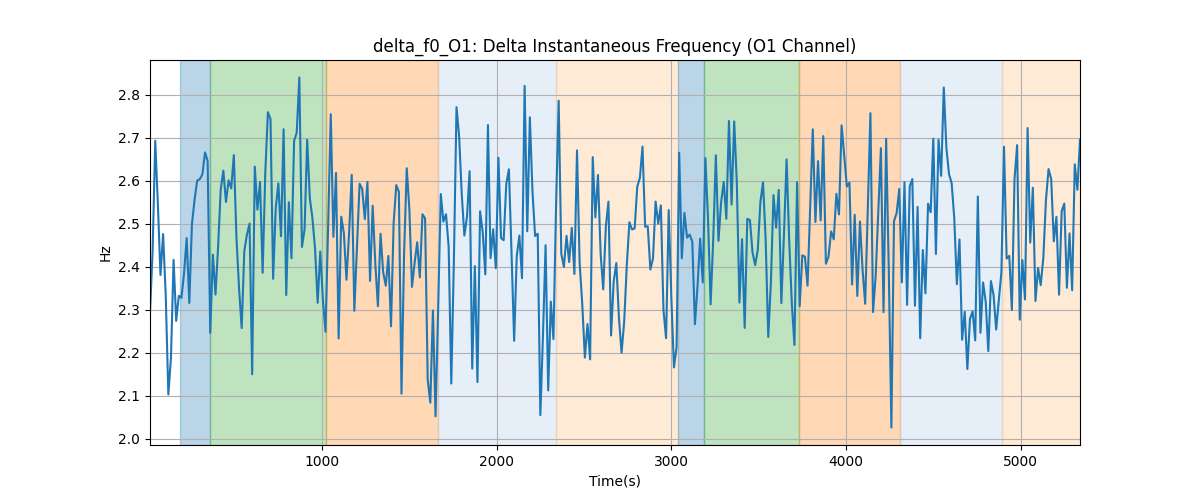 delta_f0_O1: Delta Instantaneous Frequency (O1 Channel)
2.8
2.7
2.6
2.5
2.4
2.3
2.2
2.1
2.0
Hz
1000 2000 3000 4000 5000
Time(s)